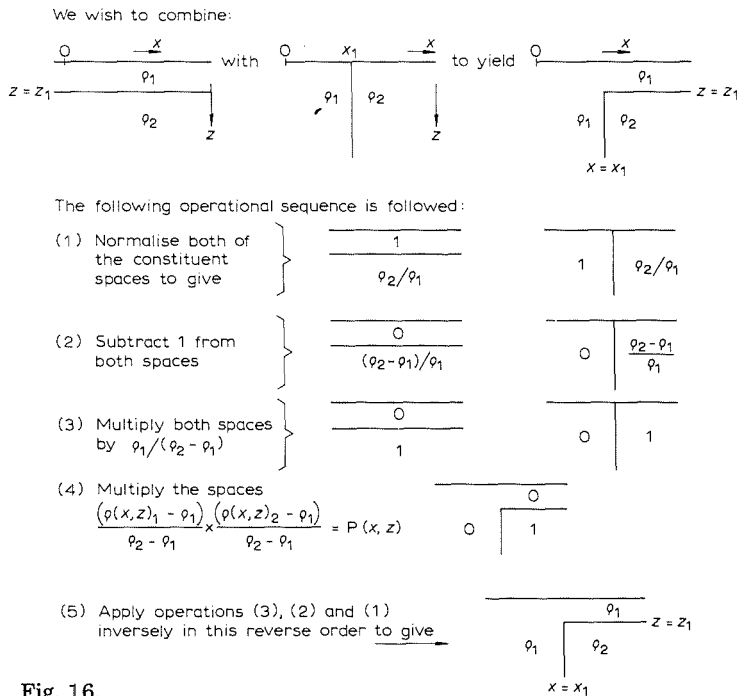 We wish to combine:
O x with O x₁ x to yield O x
ρ₁ ρ₁ ρ₂ ρ₁
z = z₁ z = z₁
ρ₂ z z ρ₁ ρ₂
x = x₁
The following operational sequence is followed:
(1) Normalise both of the constituent spaces to give
1
ρ₂/ρ₁
1 ρ₂/ρ₁
(2) Subtract 1 from both spaces
0
(ρ₂-ρ₁)/ρ₁
0 ρ₂-ρ₁/ρ₁
(3) Multiply both spaces by ρ₁/(ρ₂-ρ₁)
0
1
0 1
(4) Multiply the spaces
(ρ(x,z)₁ - ρ₁)/ρ₂ - ρ₁ × (ρ(x,z)₂ - ρ₁)/ρ₂ - ρ₁ = P(x,z)
0
0 1
(5) Apply operations (3), (2) and (1)
inversely in this reverse order to give
ρ₁
z = z₁
ρ₁ ρ₂
x = x₁
Fig. 16.